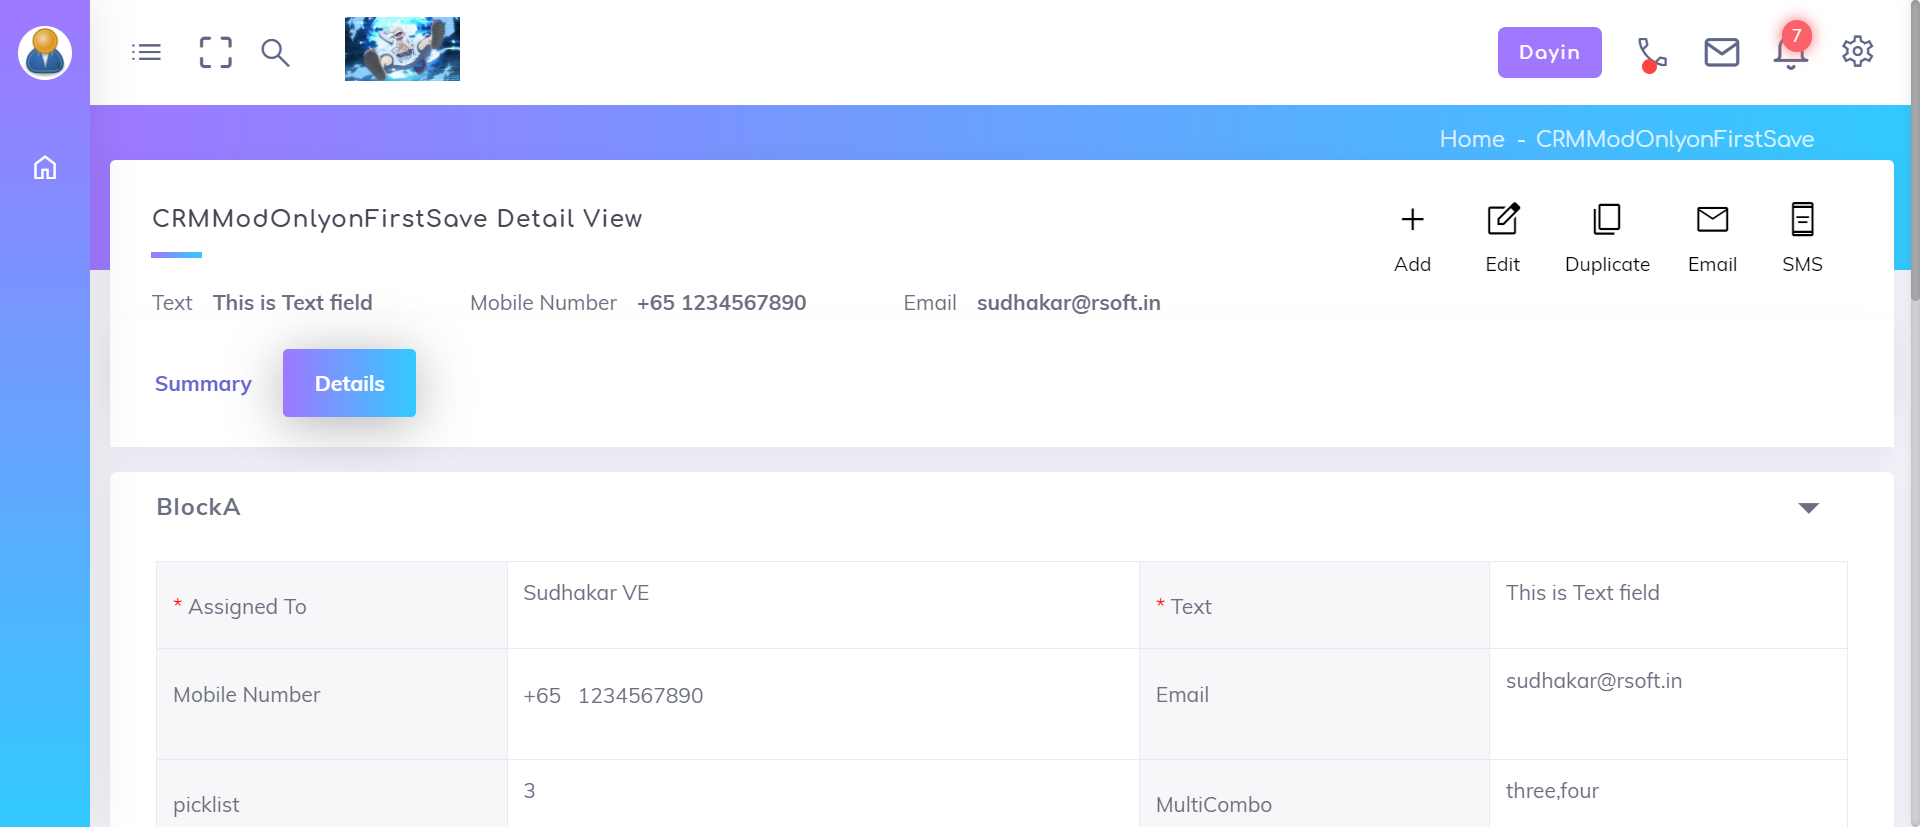 Dayin
7
Home - CRMModOnlyonFirstSave
CRMModOnlyonFirstSave Detail View
Add Edit Duplicate Email SMS
Text This is Text field Mobile Number +65 1234567890 Email sudhakar@rsoft.in
Summary Details
BlockA
* Assigned To Sudhakar VE * Text This is Text field
Mobile Number +65 1234567890 Email sudhakar@rsoft.in
picklist 3 MultiCombo three,four